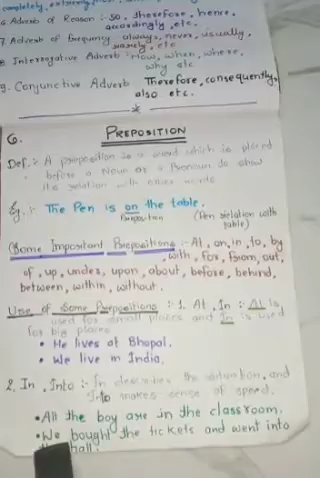 completely, extremely,
6 Adverb of Reason :- So, therefore, hence,
accordingly, etc.
7. Adverb of frequency always, never, usually,
namely, etc
8 Interrogative Adverb - How, when, where,
why etc
9. Conjunctive Adverb Therefore, consequently,
also etc.
6. PREPOSITION
Def. :- A preposition is a word which is placed
before a Noun or a Pronoun to show
its relation with other words
Eg. :- The Pen is on the table.
Preposition (Pen relation with
table)
Some Important Prepositions :- At, on, in, to, by
, with, for, from, out,
of, up, under, upon, about, before, behind,
between, within, without.
Use of Some Prepositions :- 1. At, In :- At is
used for small places and In is used
for big places
• He lives at Bhopal.
• We live in India.
2. In, Into :- In describes the situation, and
Into makes sense of speed.
• All the boy are in the classroom.
• We bought the tickets and went into
hall.